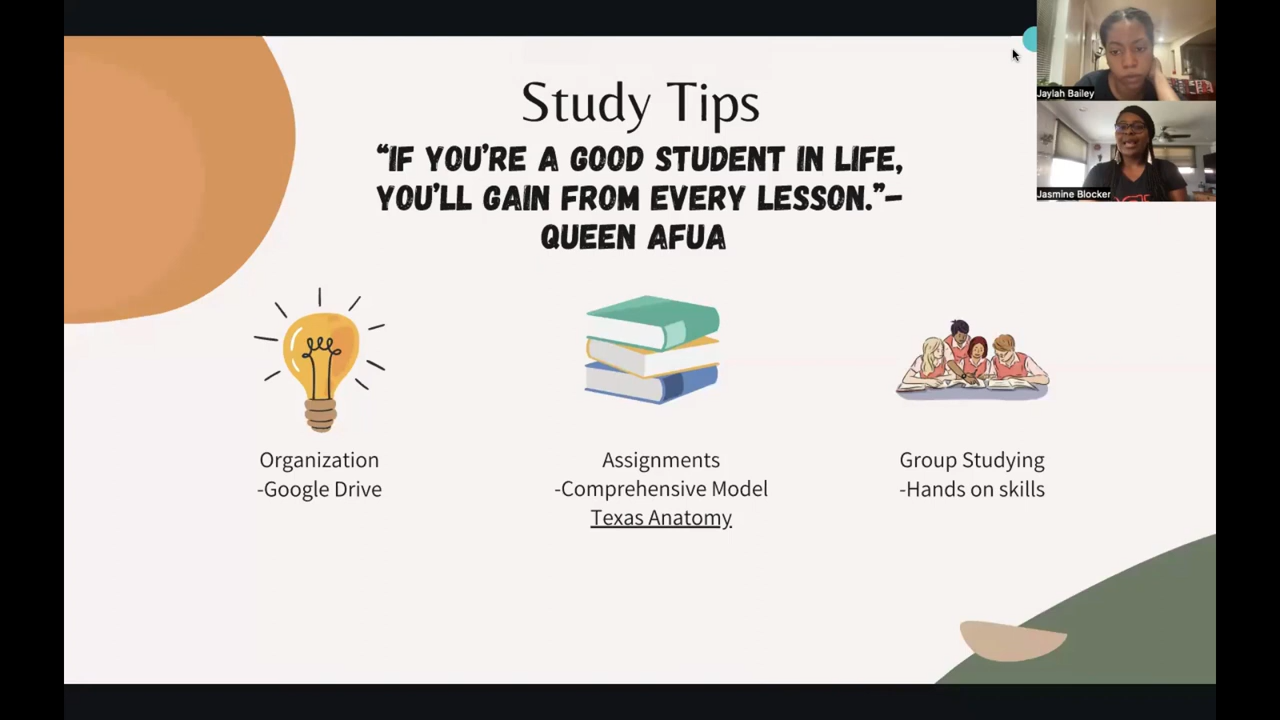 Study Tips
“IF YOU’RE A GOOD STUDENT IN LIFE,
YOU’LL GAIN FROM EVERY LESSON.”–
QUEEN AFUA
Jaylah Bailey
Jasmine Blocker
Organization
-Google Drive
Assignments
-Comprehensive Model
Texas Anatomy
Group Studying
-Hands on skills